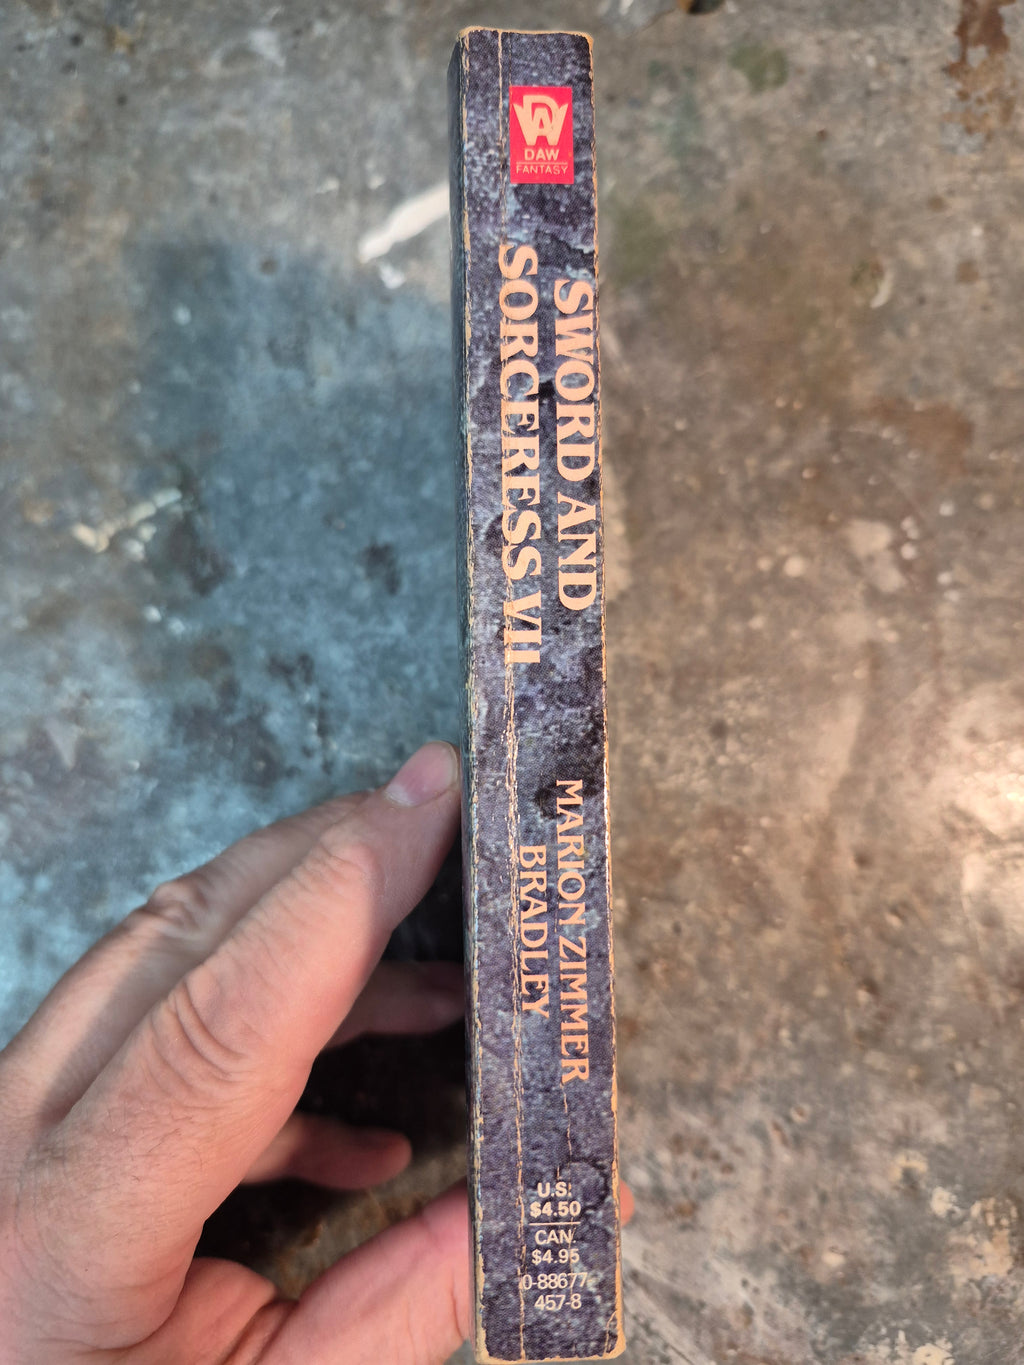 DAW
DAW
FANTASY
SWORD AND
SORCERESS VII
MARION ZIMMER
BRADLEY
U.S.
$4.50
CAN.
$4.95
0-88677-
457-8